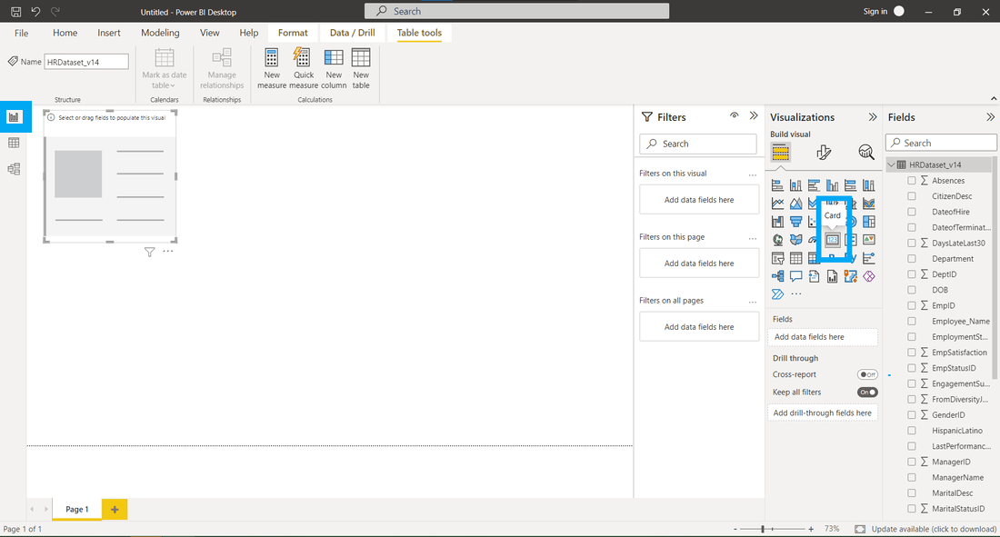 Untitled - Power BI Desktop
Search
Sign in
File
Home
Insert
Modeling
View
Help
Format
Data / Drill
Table tools
Name
HRDataset_v14
Mark as date
table
Manage
relationships
New
measure
Quick
measure
New
column
New
table
Structure
Calendars
Relationships
Calculations
Select or drag fields to populate this visual
Filters
Search
Filters on this visual
...
Add data fields here
Filters on this page
...
Add data fields here
Filters on all pages
...
Add data fields here
Visualizations
Build visual
Card
123
...
Fields
Add data fields here
Drill through
Cross-report
Off
Keep all filters
On
Add drill-through fields here
Fields
Search
HRDataset_v14
Absences
CitizenDesc
DateofHire
DateofTerminat...
DaysLateLast30
Department
DeptID
DOB
EmpID
Employee_Name
EmploymentSt...
EmpSatisfaction
EmpStatusID
EngagementSu...
FromDiversityJ...
GenderID
HispanicLatino
LastPerformanc...
ManagerID
ManagerName
MaritalDesc
MaritalStatusID
Page 1
+
Page 1 of 1
- + 73%
Update available (click to download)